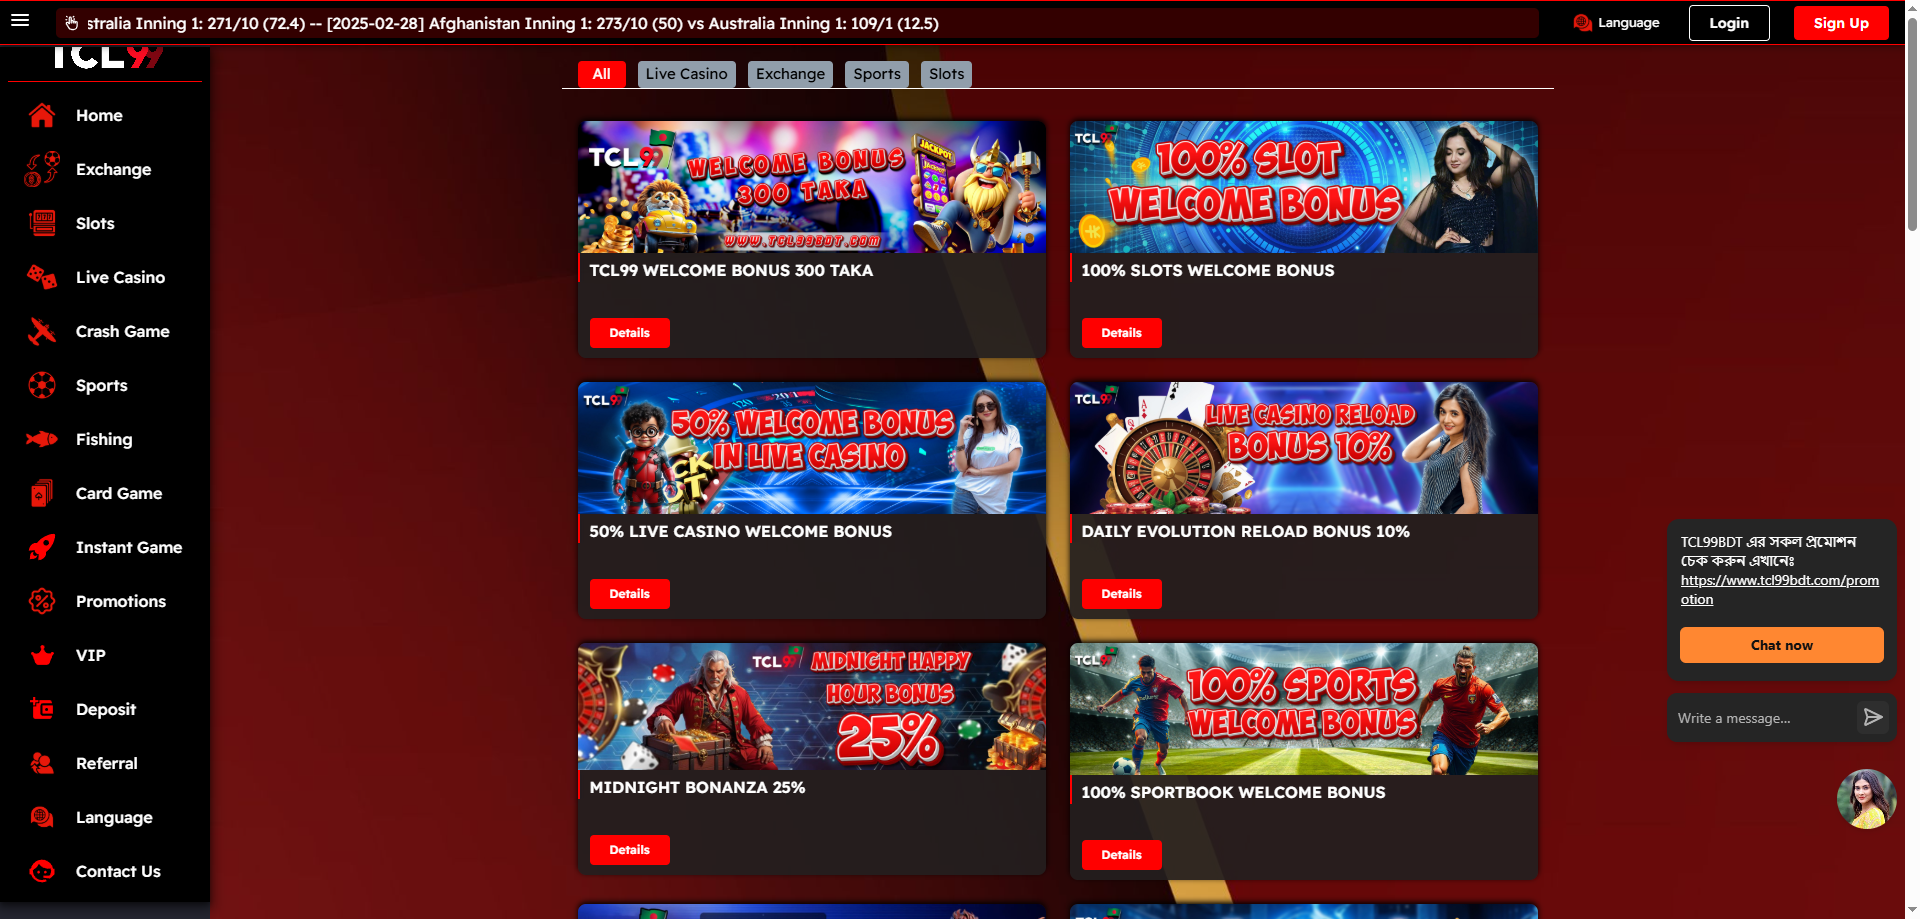 stralia Inning 1: 271/10 (72.4) -- [2025-02-28] Afghanistan Inning 1: 273/10 (50) vs Australia Inning 1: 109/1 (12.5)
Language
Login
Sign Up
TCL99
Home
Exchange
Slots
Live Casino
Crash Game
Sports
Fishing
Card Game
Instant Game
Promotions
VIP
Deposit
Referral
Language
Contact Us
All
Live Casino
Exchange
Sports
Slots
TCL99
WELCOME BONUS
300 TAKA
JACKPOT
WWW.TCL99BDT.COM
TCL99 WELCOME BONUS 300 TAKA
Details
TCL99
100% SLOT
WELCOME BONUS
100% SLOTS WELCOME BONUS
Details
TCL99
50% WELCOME BONUS
IN LIVE CASINO
50% LIVE CASINO WELCOME BONUS
Details
TCL99
LIVE CASINO RELOAD
BONUS 10%
DAILY EVOLUTION RELOAD BONUS 10%
Details
TCL99
MIDNIGHT HAPPY
HOUR BONUS
25%
MIDNIGHT BONANZA 25%
Details
TCL99
100% SPORTS
WELCOME BONUS
100% SPORTBOOK WELCOME BONUS
Details
TCL99BDT এর সকল প্রমোশন
চেক করুন এখানেঃ
https://www.tcl99bdt.com/prom
otion
Chat now
Write a message...